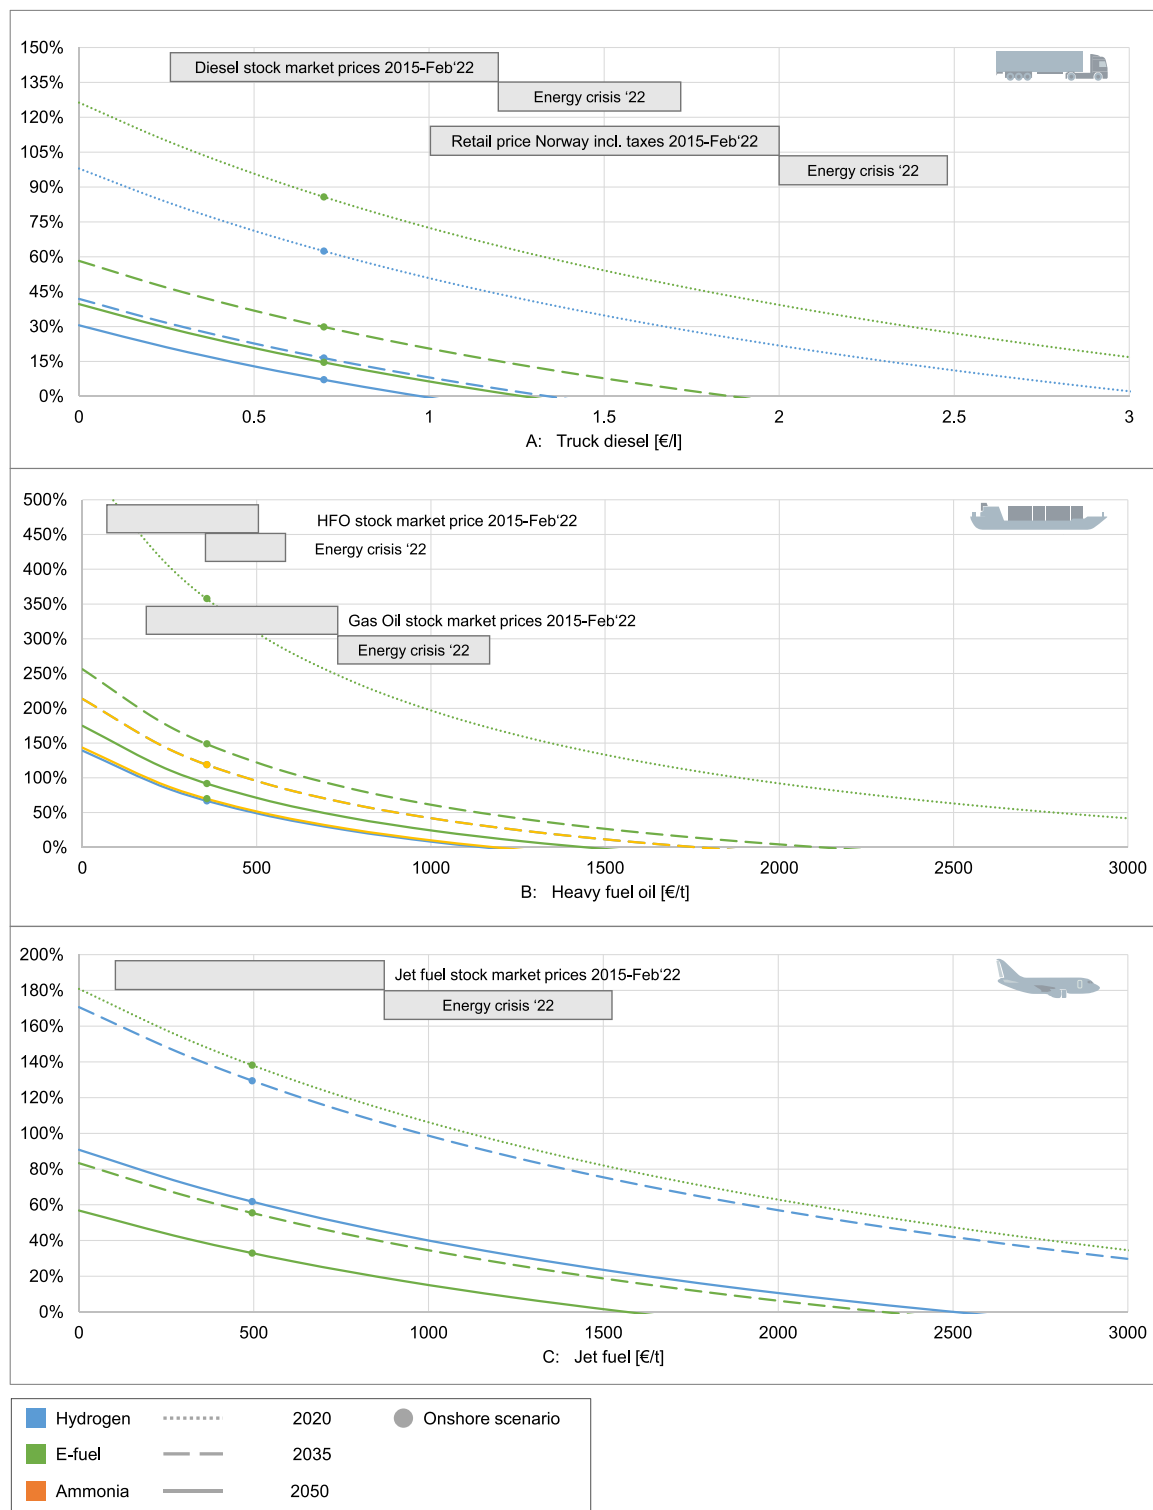 150%
135%
120%
105%
90%
75%
60%
45%
30%
15%
0%
Diesel stock market prices 2015-Feb‘22
Energy crisis ‘22
Retail price Norway incl. taxes 2015-Feb‘22
Energy crisis ‘22
0 0.5 1 1.5 2 2.5 3
A: Truck diesel [€/l]
500%
450%
400%
350%
300%
250%
200%
150%
100%
50%
0%
HFO stock market price 2015-Feb‘22
Energy crisis ‘22
Gas Oil stock market prices 2015-Feb‘22
Energy crisis ‘22
0 500 1000 1500 2000 2500 3000
B: Heavy fuel oil [€/t]
200%
180%
160%
140%
120%
100%
80%
60%
40%
20%
0%
Jet fuel stock market prices 2015-Feb‘22
Energy crisis ‘22
0 500 1000 1500 2000 2500 3000
C: Jet fuel [€/t]
Hydrogen 2020 Onshore scenario
E-fuel 2035
Ammonia 2050